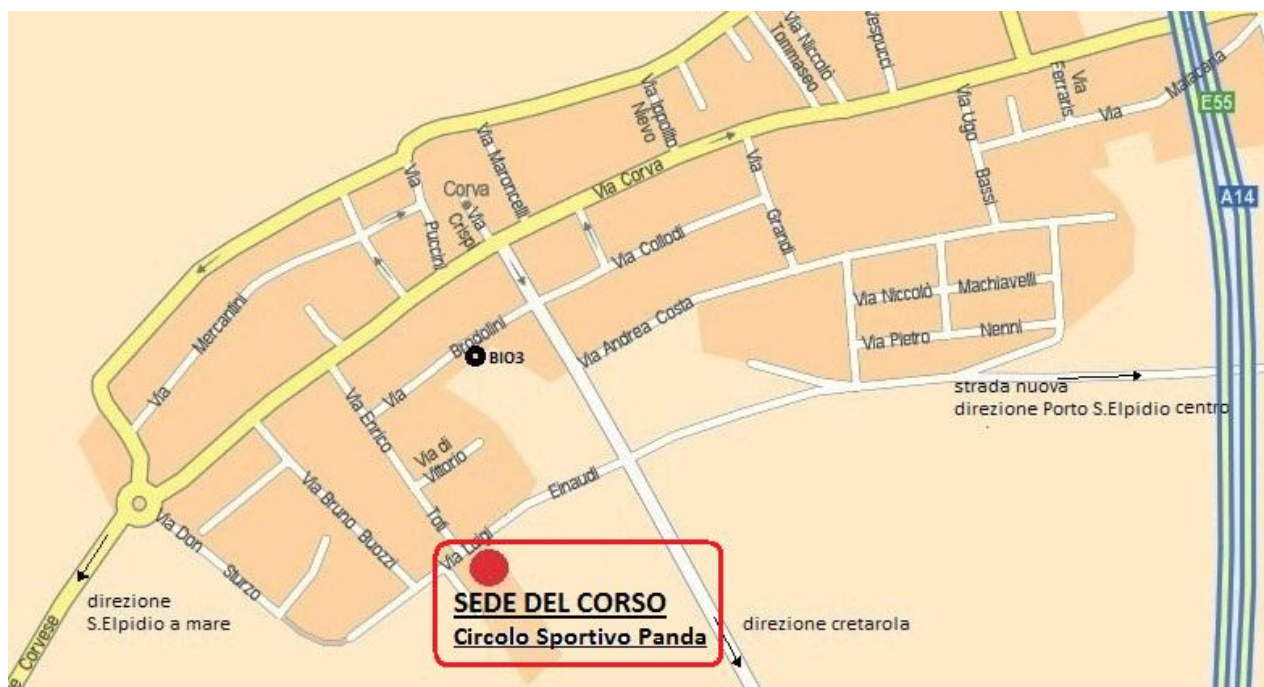 Via Niccolò
Tommaseo
Vespucci
Via Ippolito
Nievo
Via Maroncelli
Via Ugo
Bassi
Via
Ferraris
Via
Malacana
E55
A14
Via Corva
Via
Grandi
Via
Puccini
Corva
Via
Crispi
Via Collodi
Via
Mercantini
Via
Brodolini
BIO3
Via Andrea Costa
Via Niccolò
Machiavelli
Via Pietro
Nenni
strada nuova
direzione Porto S.Elpidio centro
Via Enrico
Toti
Via di
Vittorio
Via Bruno Buozzi
Via Luigi
Einaudi
Via Don
Sturzo
direzione
S.Elpidio a mare
Corvese
SEDE DEL CORSO
Circolo Sportivo Panda
direzione cretarola